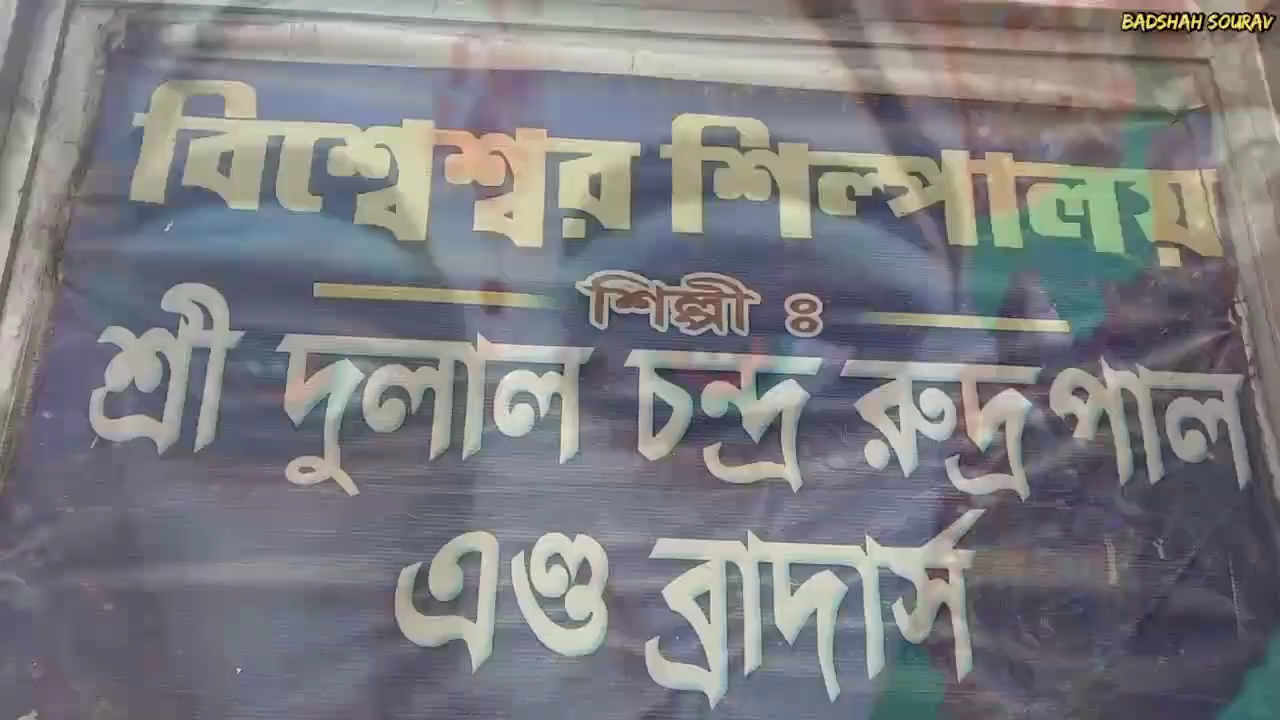 BADSHAH SOURAV
বিশ্বেশ্বর শিল্পালয়
শিল্পী ঃ
শ্রী দুলাল চন্দ্র রুদ্রপাল
এণ্ড ব্রাদার্স